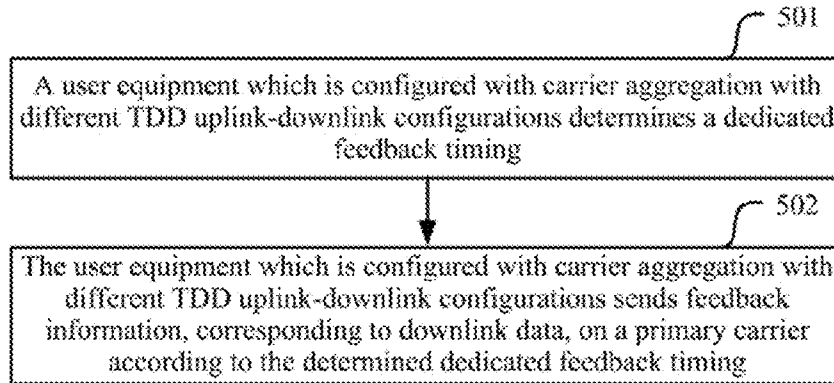 501
A user equipment which is configured with carrier aggregation with
different TDD uplink-downlink configurations determines a dedicated
feedback timing
502
The user equipment which is configured with carrier aggregation with
different TDD uplink-downlink configurations sends feedback
information, corresponding to downlink data, on a primary carrier
according to the determined dedicated feedback timing